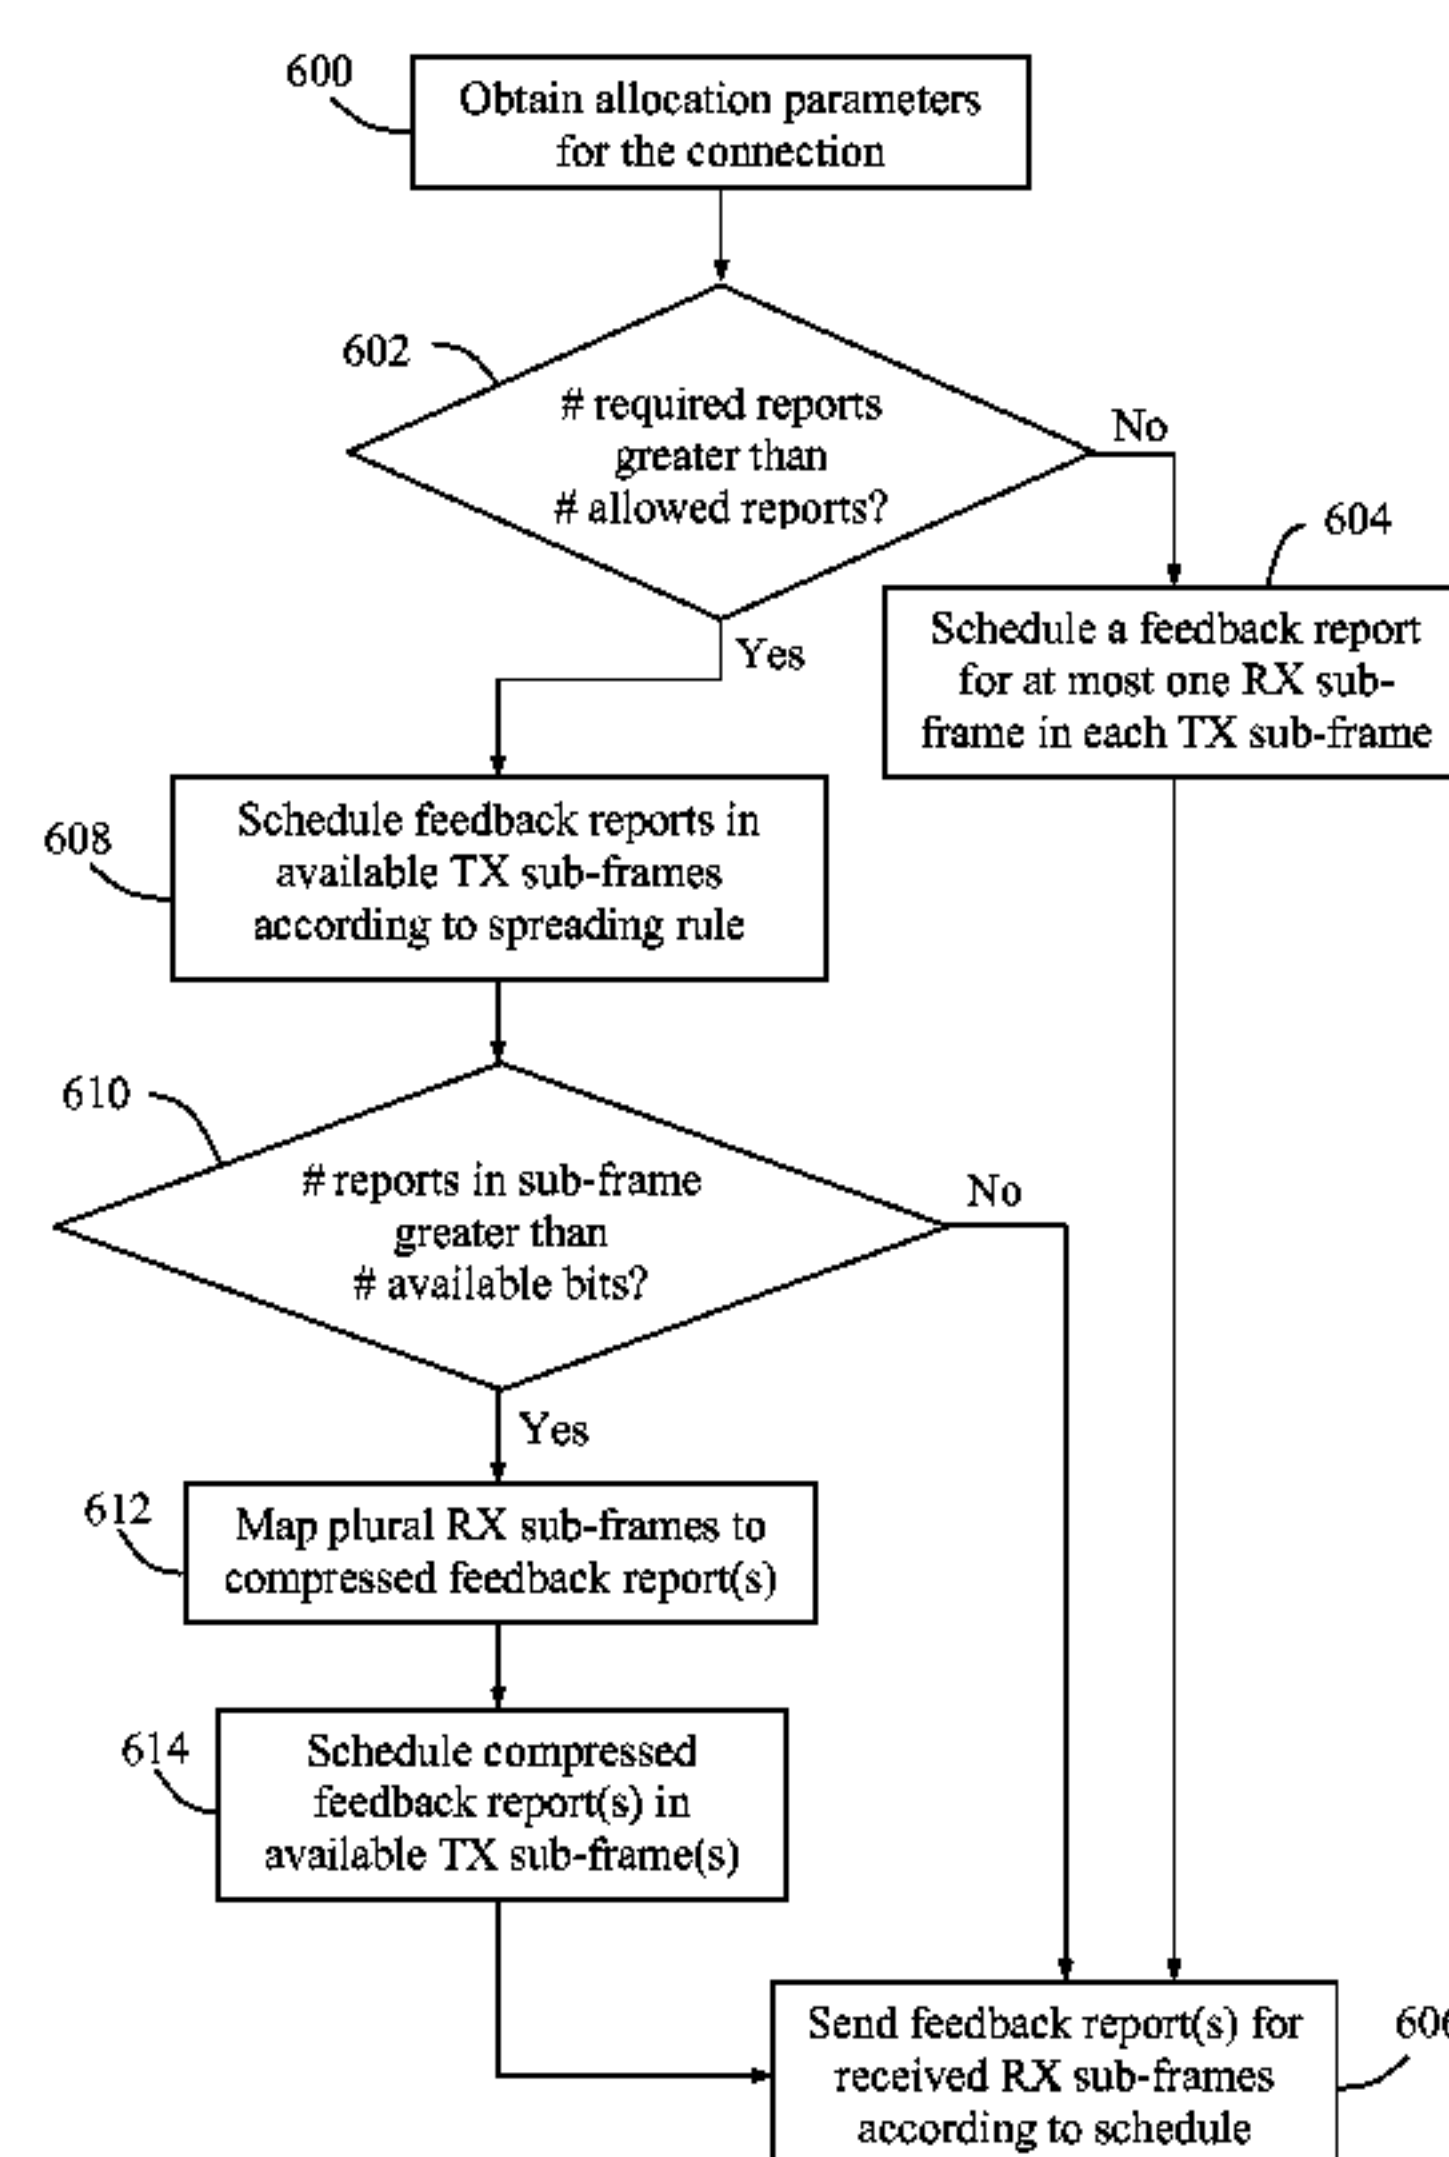 600
Obtain allocation parameters
for the connection
602
# required reports
greater than
# allowed reports?
No
604
Schedule a feedback report
for at most one RX sub-
frame in each TX sub-frame
Yes
608
Schedule feedback reports in
available TX sub-frames
according to spreading rule
610
# reports in sub-frame
greater than
# available bits?
No
Yes
612
Map plural RX sub-frames to
compressed feedback report(s)
614
Schedule compressed
feedback report(s) in
available TX sub-frame(s)
Send feedback report(s) for
received RX sub-frames
according to schedule
606